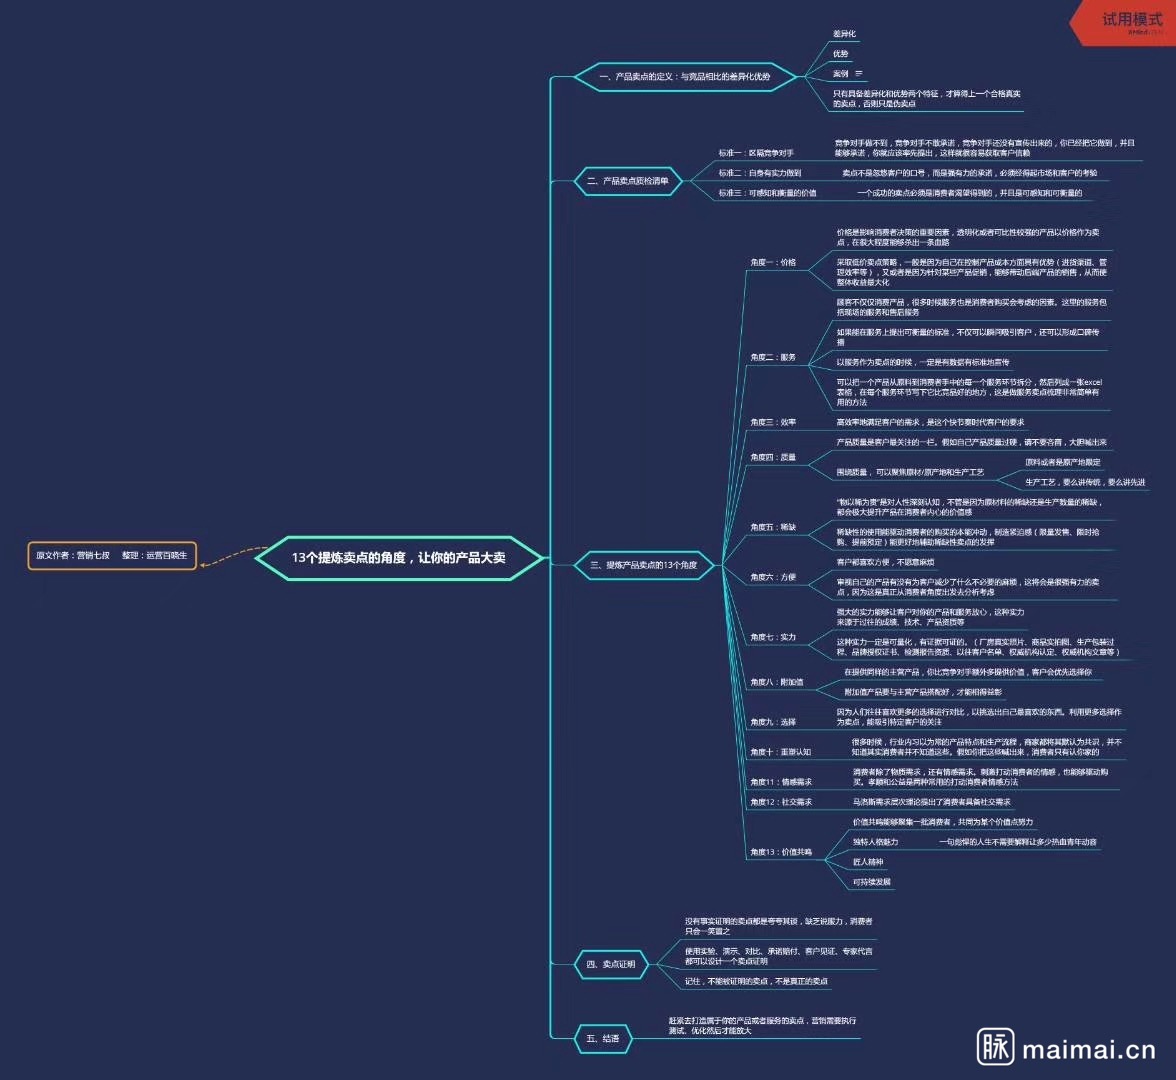 试用模式
XMind:ZEN
差异化
优势
一、产品卖点的定义：与竞品相比的差异化优势
案例
只有具备差异化和优势两个特征，才算得上一个合格真实
的卖点，否则只是伪卖点
标准一：区隔竞争对手
竞争对手做不到，竞争对手不敢承诺，竞争对手还没有宣传出来的，你已经把它做到，并且
能够承诺，你就应该率先提出，这样就很容易获取客户信赖
二、产品卖点质检清单
标准二：自身有实力做到
卖点不是忽悠客户的口号，而是强有力的承诺，必须经得起市场和客户的考验
标准三：可感知和衡量的价值
一个成功的卖点必须是消费者渴望得到的，并且是可感知和可衡量的
角度一：价格
价格是影响消费者决策的重要因素，透明化或者可比性较强的产品以价格作为卖
点，在很大程度能够杀出一条血路
采取低价卖点策略，一般是因为自己在控制产品成本方面具有优势（进货渠道、管
理效率等），又或者是因为针对某些产品促销，能够带动后端产品的销售，从而使
整体收益最大化
角度二：服务
顾客不仅仅消费产品，很多时候服务也是消费者购买会考虑的因素。这里的服务包
括现场的服务和售后服务
如果能在服务上提出可衡量的标准，不仅可以瞬间吸引客户，还可以形成口碑传
播
以服务作为卖点的时候，一定是有数据有标准地宣传
可以把一个产品从原料到消费者手中的每一个服务环节拆分，然后列成一张excel
表格，在每个服务环节写下它比竞品好的地方，这是做服务卖点梳理非常简单有
用的方法
角度三：效率
高效率地满足客户的需求，是这个快节奏时代客户的要求
角度四：质量
产品质量是客户最关注的一栏。假如自己产品质量过硬，请不要吝啬，大胆喊出来
围绕质量，可以聚焦原材/原产地和生产工艺
原料或者是原产地限定
生产工艺，要么讲传统，要么讲先进
角度五：稀缺
“物以稀为贵”是对人性深刻认知，不管是因为原材料的稀缺还是生产数量的稀缺，
都会极大提升产品在消费者内心的价值感
稀缺性的使用能驱动消费者的购买的本能冲动，制造紧迫感（限量发售、限时抢
购、提前预定）能更好地辅助稀缺性卖点的发挥
原文作者：营销七叔 整理：运营百晓生
13个提炼卖点的角度，让你的产品大卖
三、提炼产品卖点的13个角度
角度六：方便
客户都喜欢方便，不愿意麻烦
审视自己的产品有没有为客户减少了什么不必要的麻烦，这将会是很强有力的卖
点，因为这是真正从消费者角度出发去分析考虑
角度七：实力
强大的实力能够让客户对你的产品和服务放心，这种实力
来源于过往的成绩、技术、产品资质等
这种实力一定是可量化，有证据可证的。（厂房真实照片、商品实拍图、生产包装过
程、品牌授权证书、检测报告资质、以往客户名单、权威机构认定、权威机构文章等）
角度八：附加值
在提供同样的主营产品，你比竞争对手额外多提供价值，客户会优先选择你
附加值产品要与主营产品搭配好，才能相得益彰
角度九：选择
因为人们往往喜欢更多的选择进行对比，以挑选出自己最喜欢的东西。利用更多选择作
为卖点，能吸引特定客户的关注
角度十：重塑认知
很多时候，行业内习以为常的产品特点和生产流程，商家都将其默认为共识，并不
知道其实消费者并不知道这些。假如你把这些喊出来，消费者只有认你家的
角度11：情感需求
消费者除了物质需求，还有情感需求。刺激打动消费者的情感，也能够驱动购
买。孝顺和公益是两种常用的打动消费者情感方法
角度12：社交需求
马洛斯需求层次理论提出了消费者具备社交需求
角度13：价值共鸣
价值共鸣能够聚集一批消费者，共同为某个价值点努力
独特人格魅力
一句彪悍的人生不需要解释让多少热血青年动容
匠人精神
可持续发展
四、卖点证明
没有事实证明的卖点都是夸夸其谈，缺乏说服力，消费者
只会一笑置之
使用实验、演示、对比、承诺赔付、客户见证、专家代言
都可以设计一个卖点证明
记住，不能被证明的卖点，不是真正的卖点
五、结语
赶紧去打造属于你的产品或者服务的卖点，营销需要执行
测试、优化然后才能放大
脉 maimai.cn